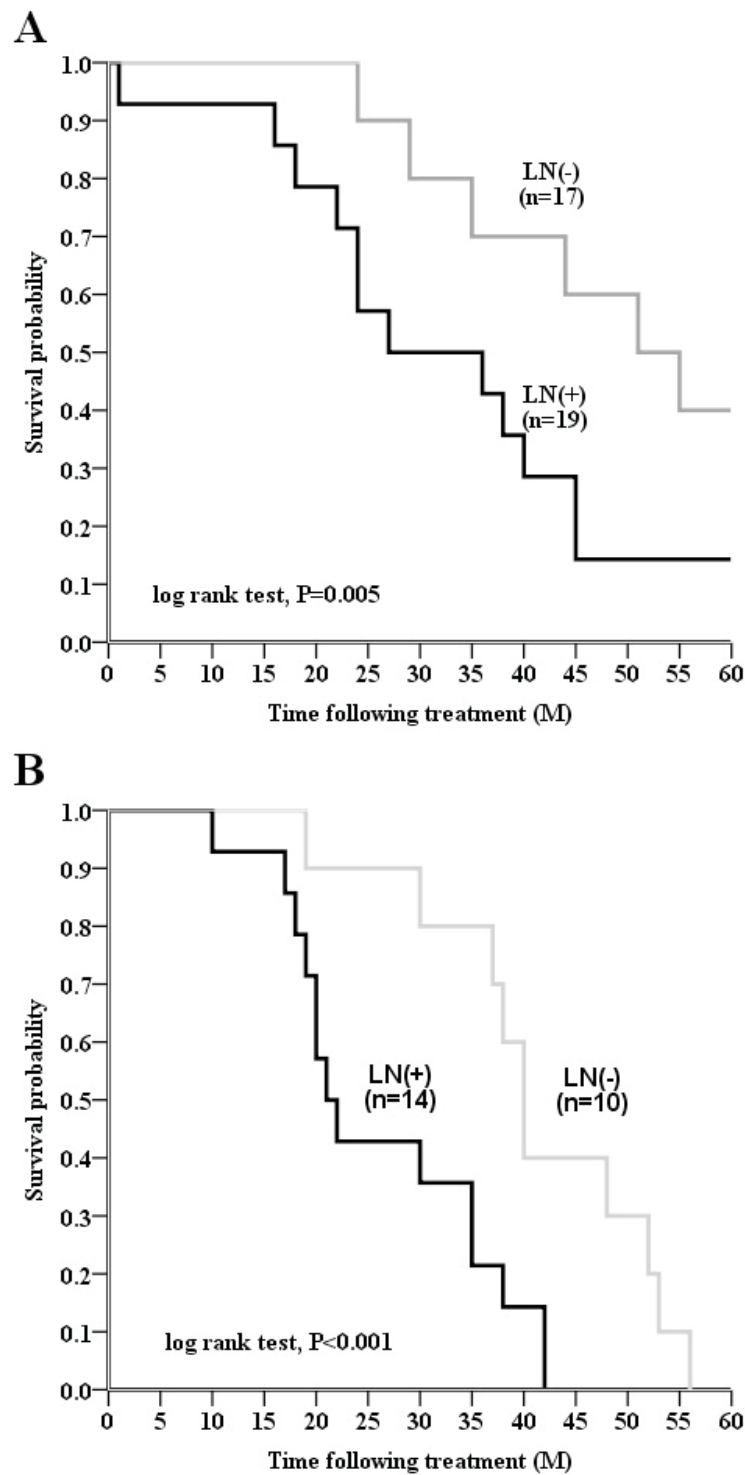 A
1.0
0.9
0.8
0.7
0.6
0.5
0.4
0.3
0.2
0.1
0.0
Survival probability
LN(-)
(n=17)
LN(+)
(n=19)
log rank test, P=0.005
0 5 10 15 20 25 30 35 40 45 50 55 60
Time following treatment (M)
B
1.0
0.9
0.8
0.7
0.6
0.5
0.4
0.3
0.2
0.1
0.0
Survival probability
LN(+)
(n=14)
LN(-)
(n=10)
log rank test, P<0.001
0 5 10 15 20 25 30 35 40 45 50 55 60
Time following treatment (M)